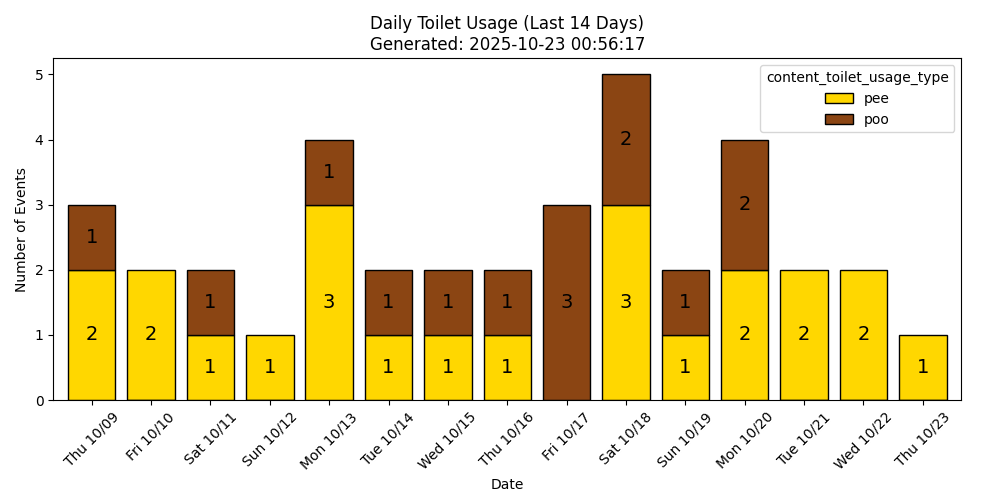 Daily Toilet Usage (Last 14 Days)
Generated: 2025-10-23 00:56:17
content_toilet_usage_type
pee
poo
Number of Events
5
4
3
2
1
0
1
2
2
1
1
1
1
3
1
1
1
1
1
1
3
2
3
1
1
2
2
2
2
1
Thu 10/09
Fri 10/10
Sat 10/11
Sun 10/12
Mon 10/13
Tue 10/14
Wed 10/15
Thu 10/16
Fri 10/17
Sat 10/18
Sun 10/19
Mon 10/20
Tue 10/21
Wed 10/22
Thu 10/23
Date